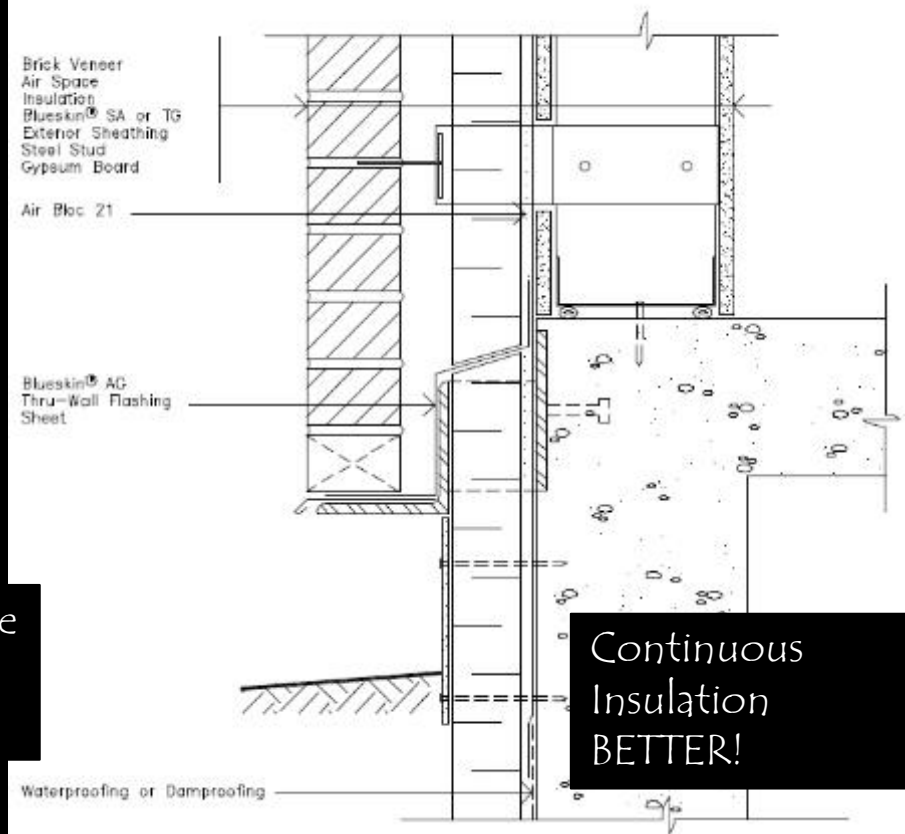 Brick Veneer
Air Space
Insulation
Blueskin® SA or TG
Exterior Sheathing
Steel Stud
Gypsum Board
Air Bloc 21
Blueskin® AG
Thru-Wall Flashing
Sheet
Continuous
Insulation
BETTER!
Waterproofing or Damproofing